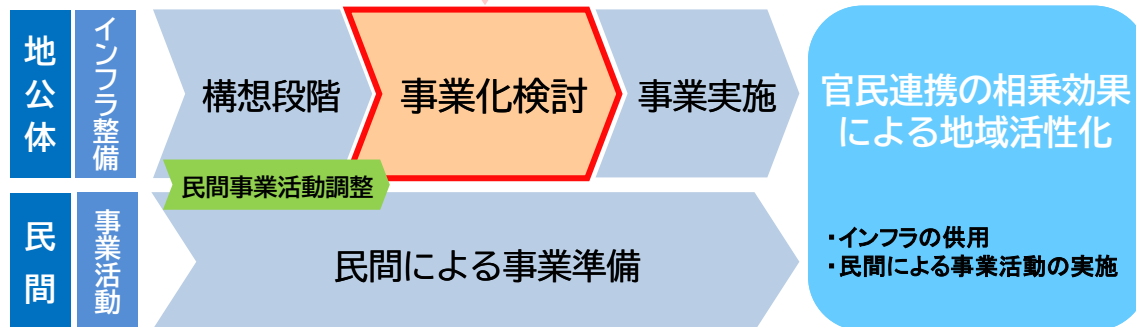 地公体
インフラ整備
構想段階
事業化検討
事業実施
民間事業活動調整
民間
事業活動
民間による事業準備
官民連携の相乗効果
による地域活性化
・インフラの供用
・民間による事業活動の実施